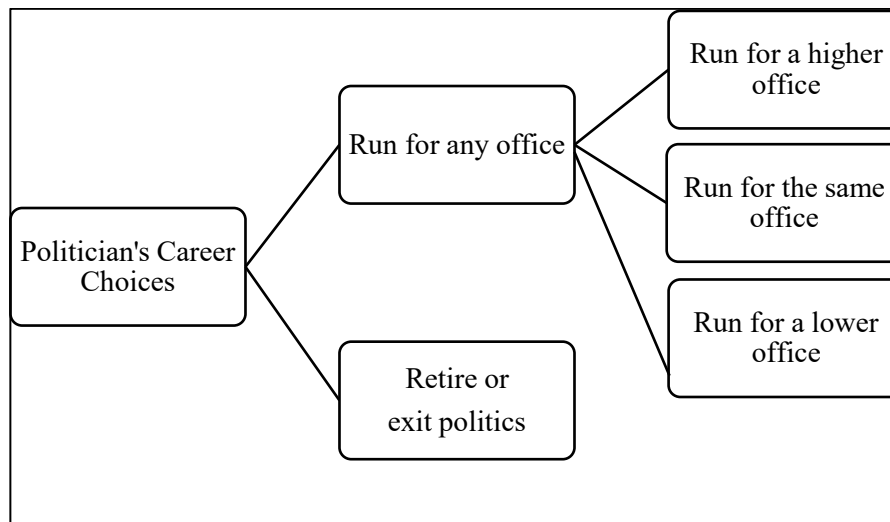 Politician's Career
Choices
Run for any office
Retire or
exit politics
Run for a higher
office
Run for the same
office
Run for a lower
office